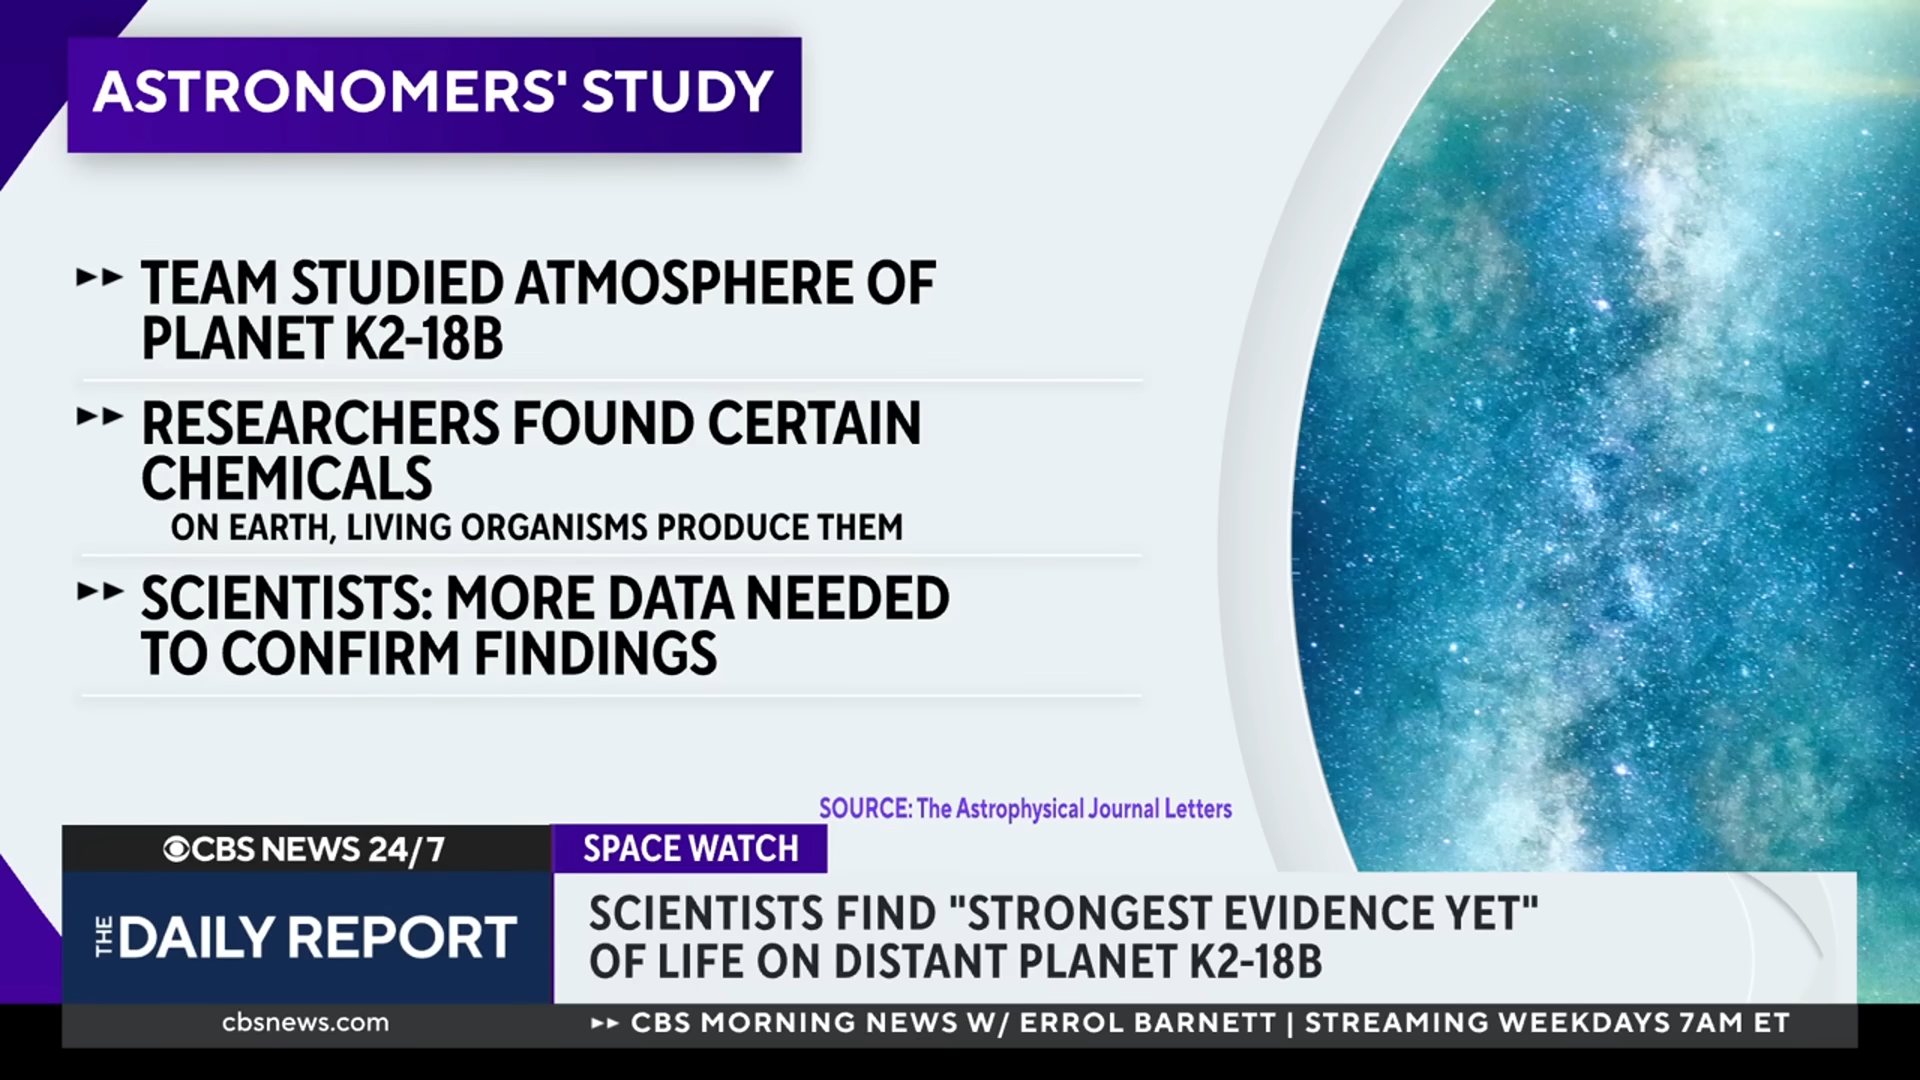 ASTRONOMERS' STUDY
TEAM STUDIED ATMOSPHERE OF
PLANET K2-18B
RESEARCHERS FOUND CERTAIN
CHEMICALS
ON EARTH, LIVING ORGANISMS PRODUCE THEM
SCIENTISTS: MORE DATA NEEDED
TO CONFIRM FINDINGS
SOURCE: The Astrophysical Journal Letters
CBS NEWS 24/7
SPACE WATCH
THE DAILY REPORT
SCIENTISTS FIND "STRONGEST EVIDENCE YET"
OF LIFE ON DISTANT PLANET K2-18B
cbsnews.com
CBS MORNING NEWS W/ ERROL BARNETT | STREAMING WEEKDAYS 7AM ET